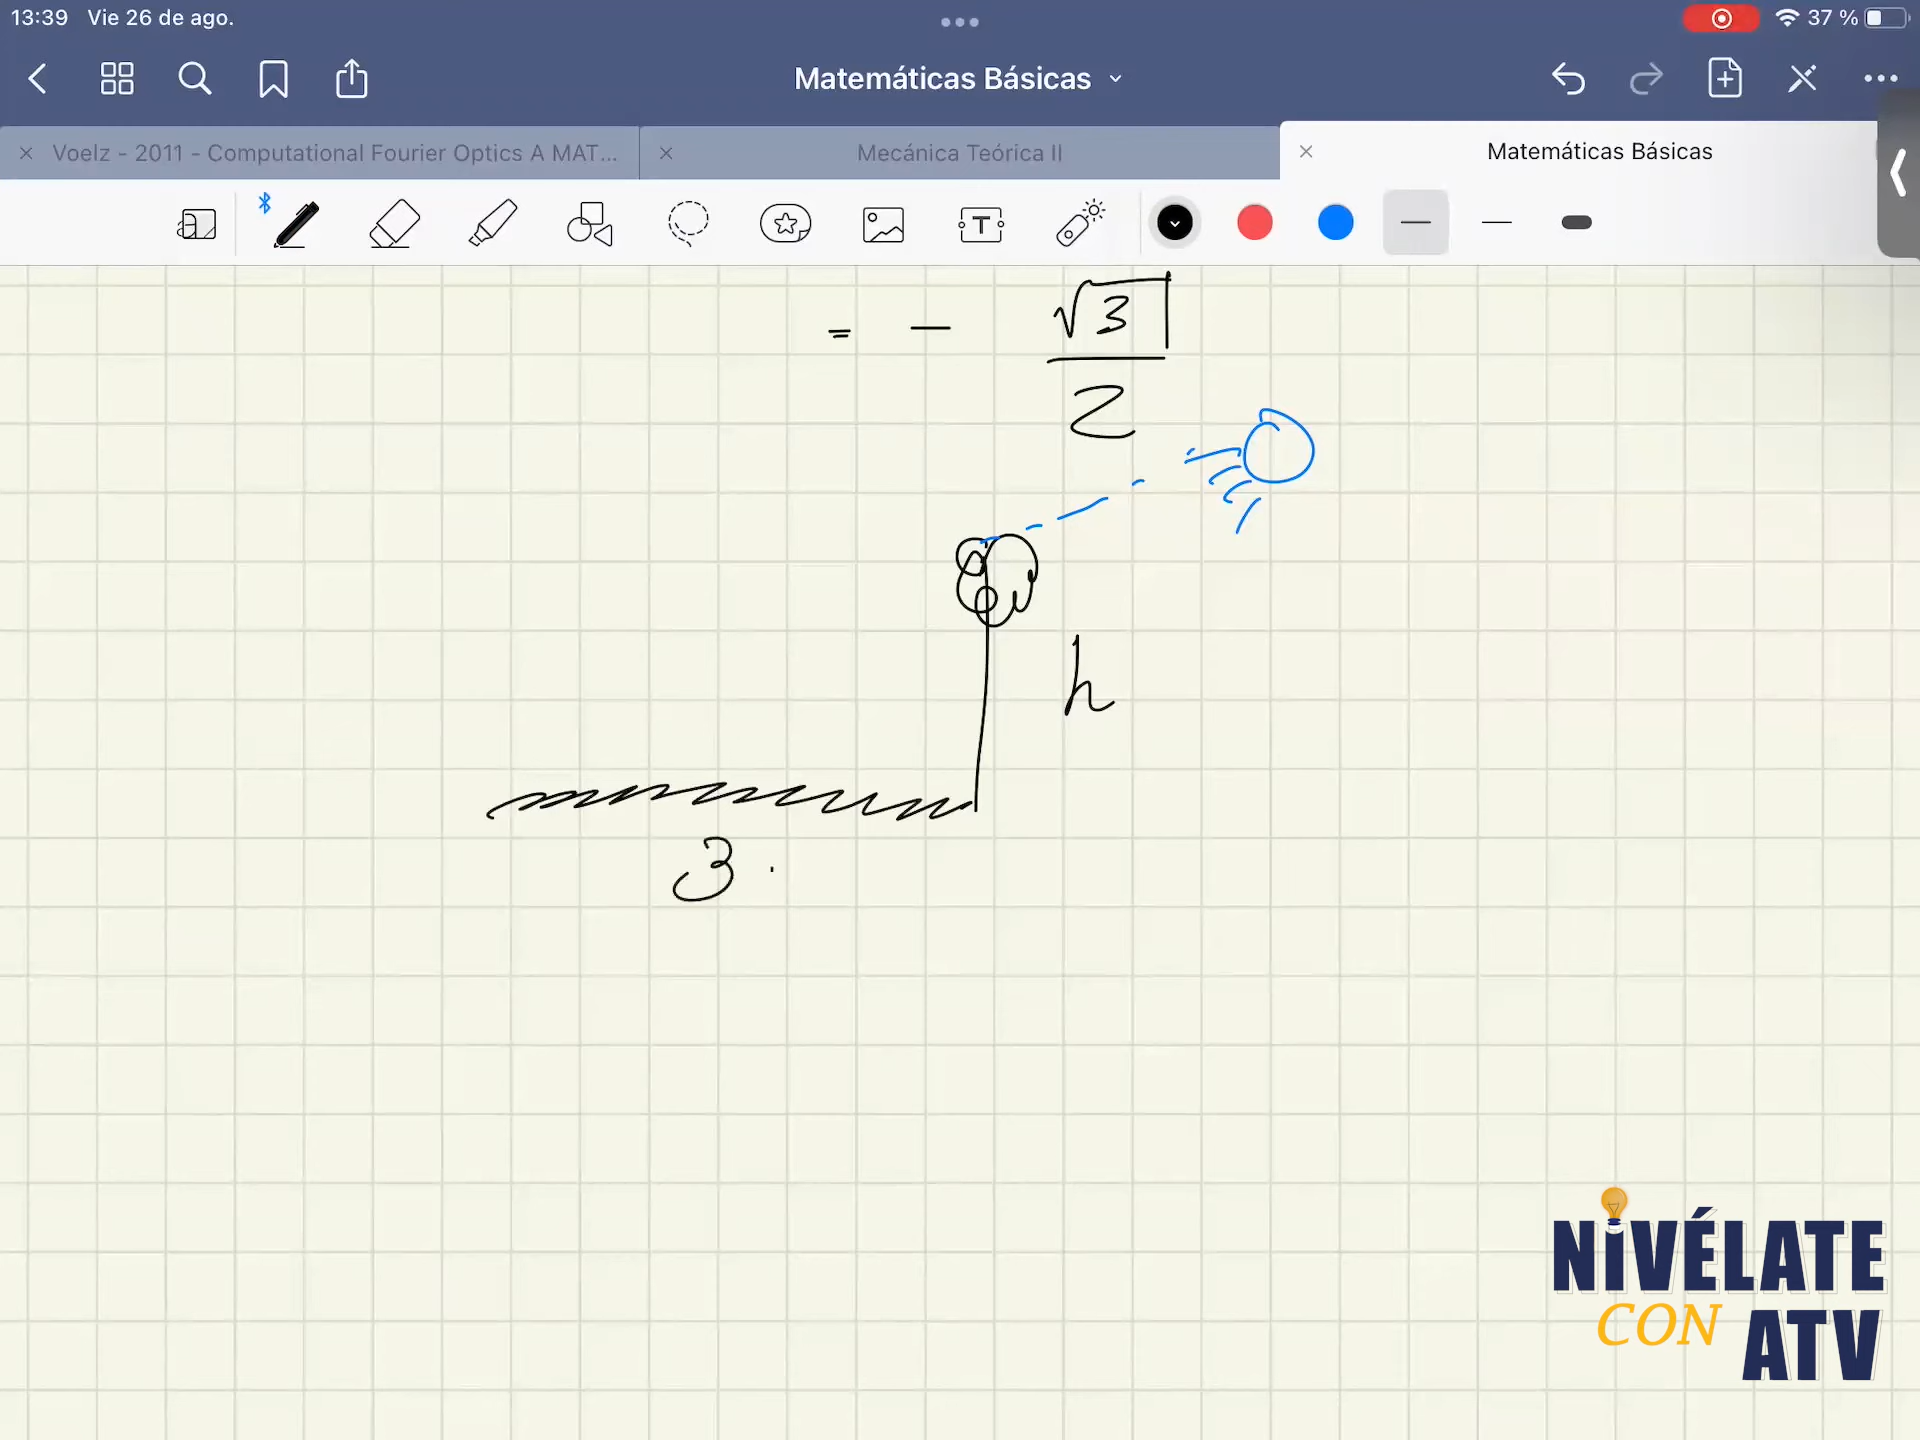 13:39 Vie 26 de ago.
37 %
Matemáticas Básicas
Voelz - 2011 - Computational Fourier Optics A MAT...
Mecánica Teórica II
Matemáticas Básicas
T
= - √3
2
h
3 .
NIVÉLATE
CON
ATV